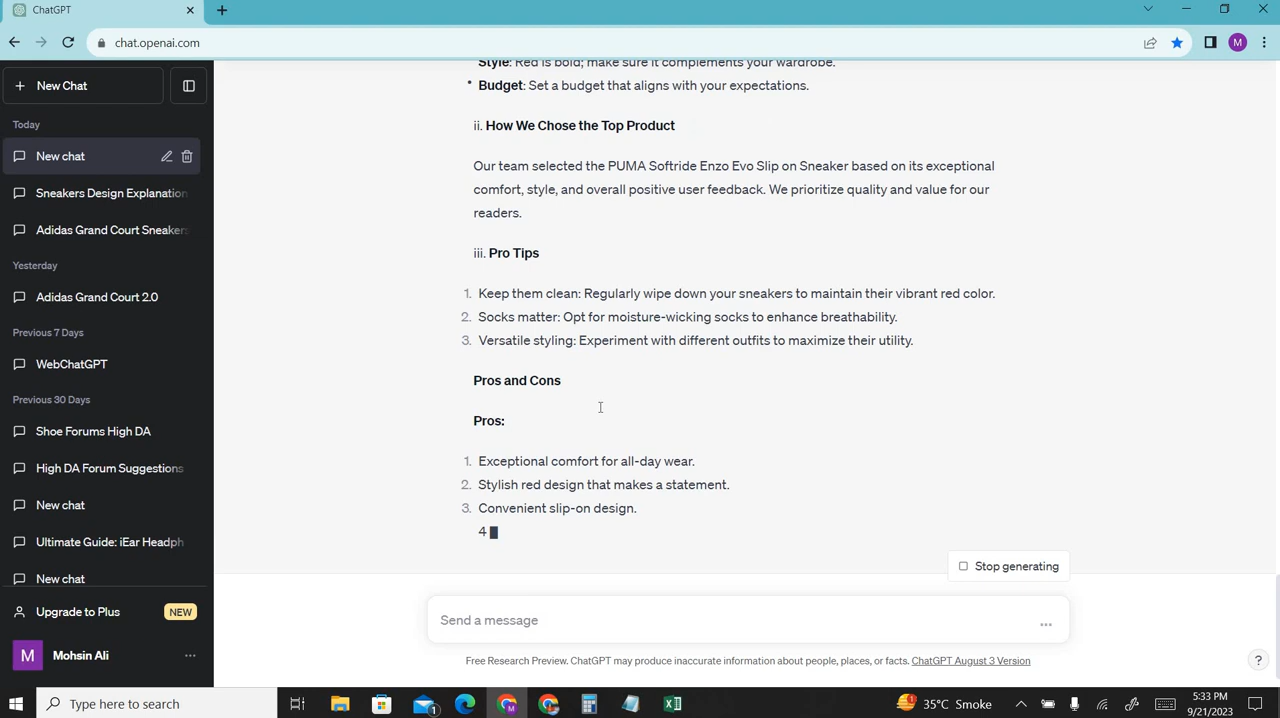 ChatGPT
chat.openai.com
M
New Chat
Today
New chat
Sneakers Design Explanation
Adidas Grand Court Sneakers
Yesterday
Adidas Grand Court 2.0
Previous 7 Days
WebChatGPT
Previous 30 Days
Shoe Forums High DA
High DA Forum Suggestions
New chat
Ultimate Guide: iEar Headph
New chat
Upgrade to Plus
NEW
M
Mohsin Ali
Style: Red is bold; make sure it complements your wardrobe.
• Budget: Set a budget that aligns with your expectations.
ii. How We Chose the Top Product
Our team selected the PUMA Softride Enzo Evo Slip on Sneaker based on its exceptional
comfort, style, and overall positive user feedback. We prioritize quality and value for our
readers.
iii. Pro Tips
1. Keep them clean: Regularly wipe down your sneakers to maintain their vibrant red color.
2. Socks matter: Opt for moisture-wicking socks to enhance breathability.
3. Versatile styling: Experiment with different outfits to maximize their utility.
Pros and Cons
Pros:
1. Exceptional comfort for all-day wear.
2. Stylish red design that makes a statement.
3. Convenient slip-on design.
4
Stop generating
Send a message
Free Research Preview. ChatGPT may produce inaccurate information about people, places, or facts. ChatGPT August 3 Version
?
Type here to search
1
M
35°C Smoke
5:33 PM
9/21/2023